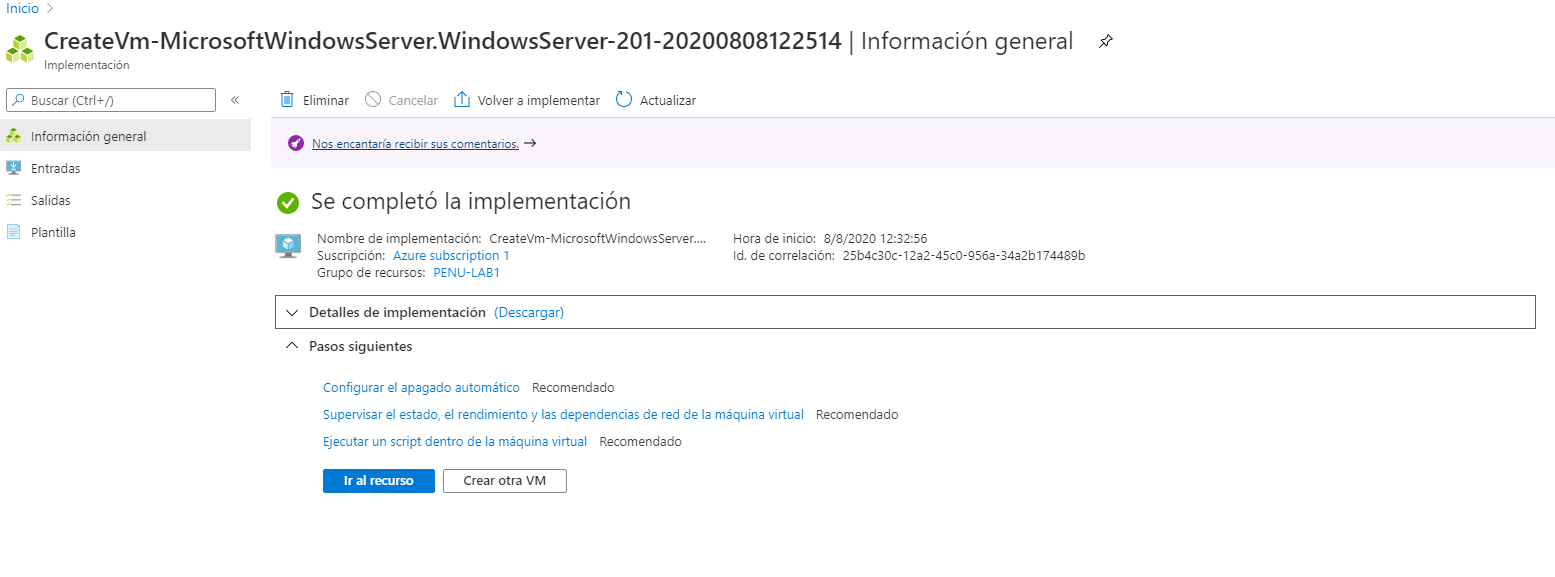 Inicio >
CreateVm-MicrosoftWindowsServer.WindowsServer-201-20200808122514 | Información general
Implementación
Buscar (Ctrl+/)
«
Eliminar Cancelar Volver a implementar Actualizar
Información general
Entradas
Salidas
Plantilla
Nos encantaría recibir sus comentarios. →
Se completó la implementación
Nombre de implementación: CreateVm-MicrosoftWindowsServer.... Hora de inicio: 8/8/2020 12:32:56
Suscripción: Azure subscription 1 Id. de correlación: 25b4c30c-12a2-45c0-956a-34a2b174489b
Grupo de recursos: PENU-LAB1
Detalles de implementación (Descargar)
Pasos siguientes
Configurar el apagado automático Recomendado
Supervisar el estado, el rendimiento y las dependencias de red de la máquina virtual Recomendado
Ejecutar un script dentro de la máquina virtual Recomendado
Ir al recurso Crear otra VM